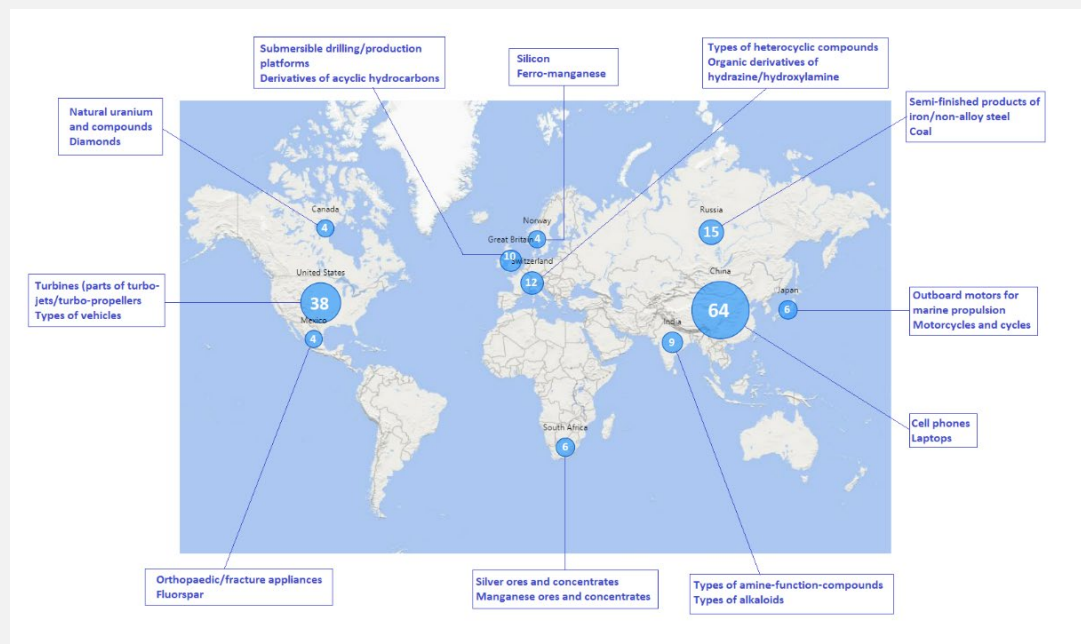 Submersible drilling/production
platforms
Derivatives of acyclic hydrocarbons
Silicon
Ferro-manganese
Types of heterocyclic compounds
Organic derivatives of
hydrazine/hydroxylamine
Natural uranium
and compounds
Diamonds
Semi-finished products of
iron/non-alloy steel
Coal
Canada
4
Norway
4
Russia
15
Great Britain
10
Switzerland
12
United States
38
China
64
Japan
6
Mexico
4
India
9
South Africa
6
Turbines (parts of turbo-
jets/turbo-propellers
Types of vehicles
Outboard motors for
marine propulsion
Motorcycles and cycles
Cell phones
Laptops
Orthopaedic/fracture appliances
Fluorspar
Silver ores and concentrates
Manganese ores and concentrates
Types of amine-function-compounds
Types of alkaloids